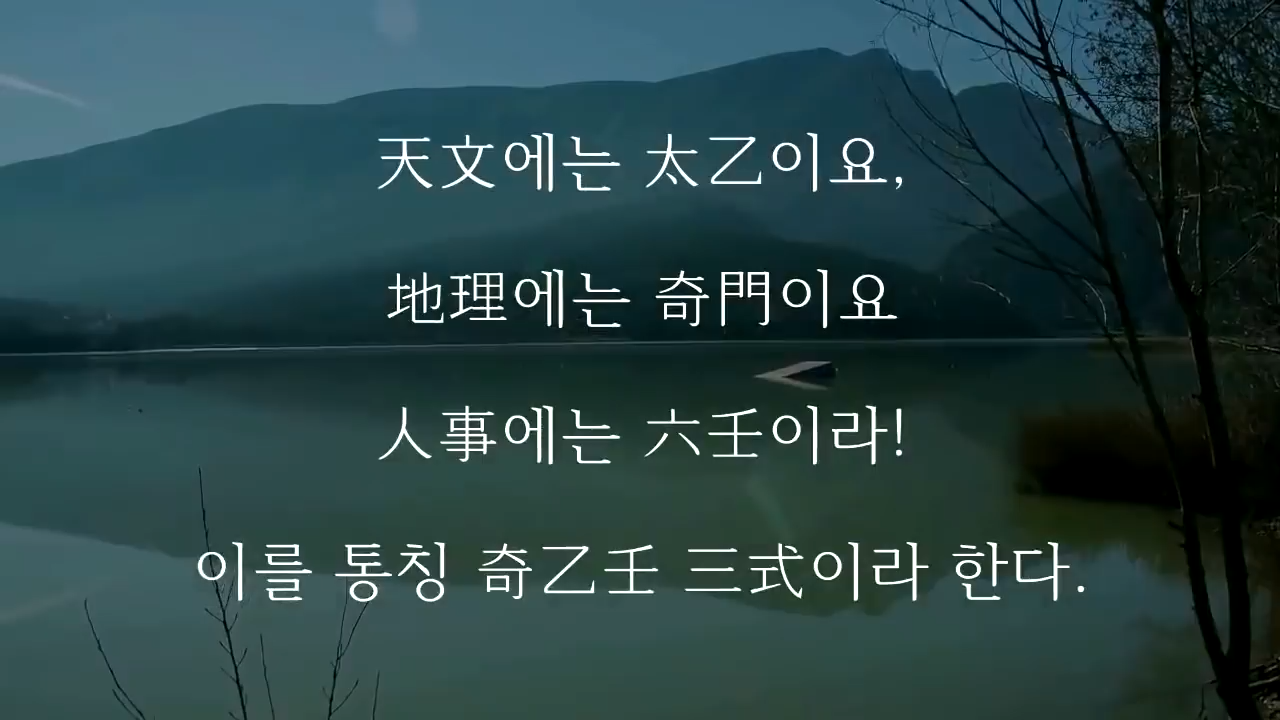 天文에는 太乙이요,
地理에는 奇門이요
人事에는 六壬이라!
이를 통칭 奇乙壬 三式이라 한다.